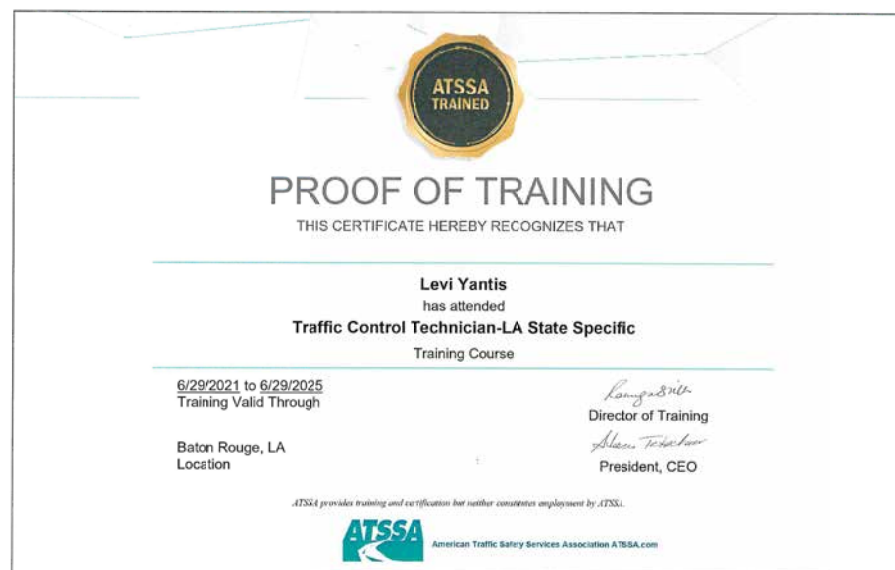 ATSSA
TRAINED
PROOF OF TRAINING
THIS CERTIFICATE HEREBY RECOGNIZES THAT
Levi Yantis
has attended
Traffic Control Technician-LA State Specific
Training Course
6/29/2021 to 6/29/2025
Training Valid Through
Director of Training
Baton Rouge, LA
Location
President, CEO
ATSSA provides training and certification but neither constitutes employment by ATSSA.
ATSSA
American Traffic Safety Services Association ATSSA.com